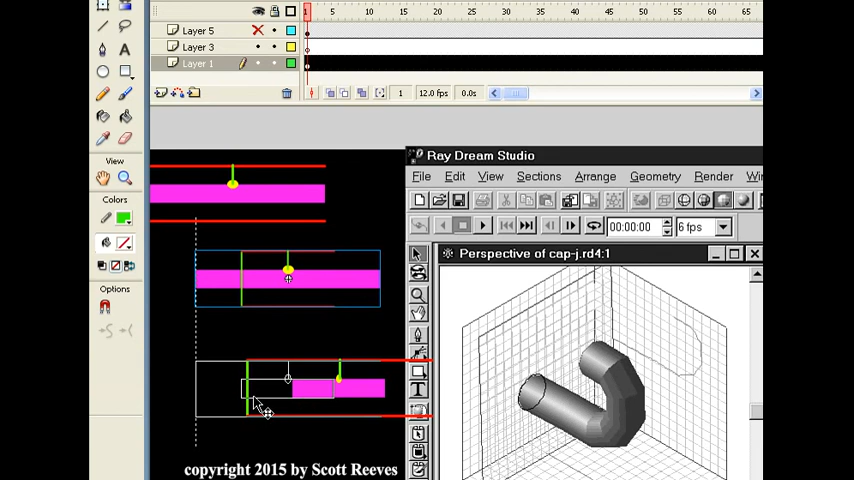 1 5 10 15 20 25 30 35 40 45 50 55 60 65
Layer 5
Layer 3
Layer 1
1 12.0 fps 0.0s
A
View
Colors
Options
Ray Dream Studio
File Edit View Sections Arrange Geometry Render
00:00:00 6 fps
Perspective of cap-j.rd4:1
T
copyright 2015 by Scott Reeves